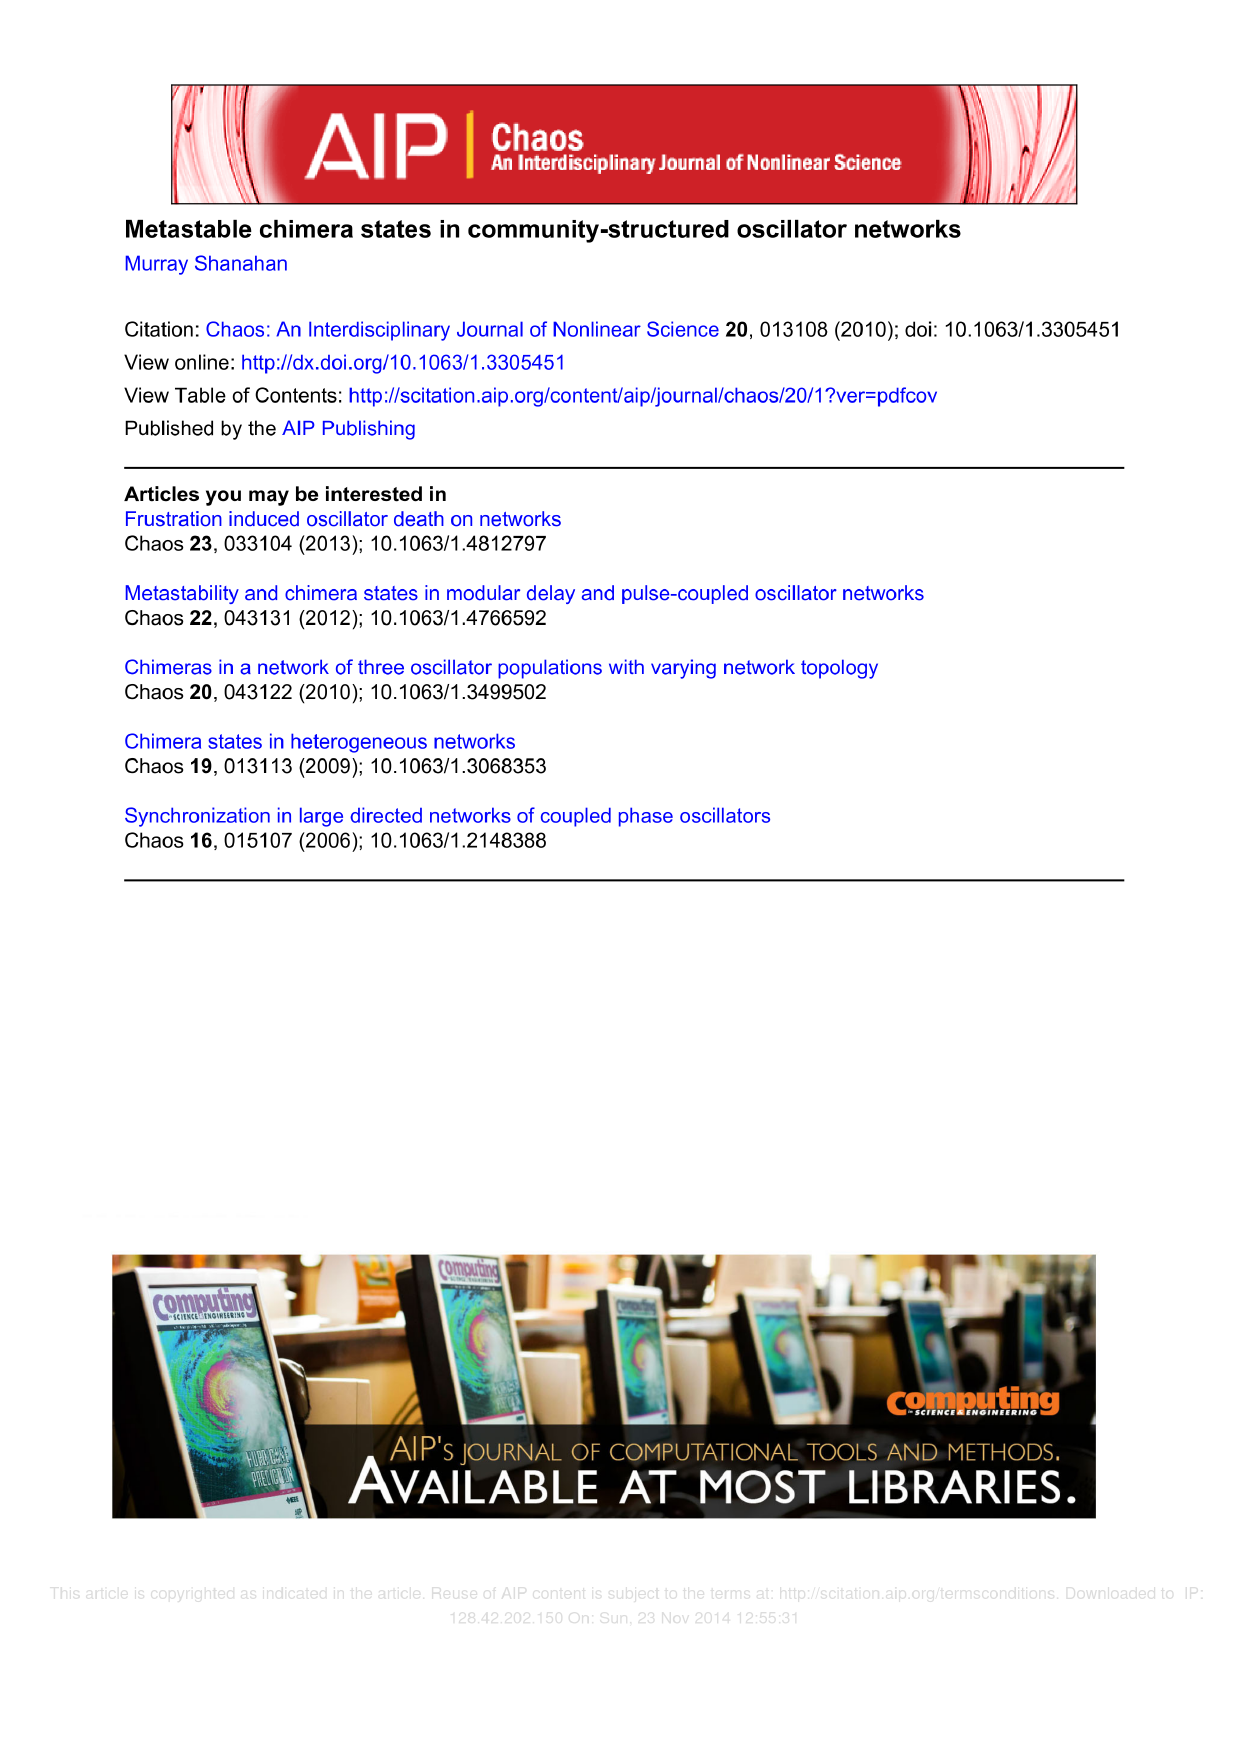 AIP | Chaos
An Interdisciplinary Journal of Nonlinear Science
Metastable chimera states in community-structured oscillator networks
Murray Shanahan
Citation: Chaos: An Interdisciplinary Journal of Nonlinear Science 20, 013108 (2010); doi: 10.1063/1.3305451
View online: http://dx.doi.org/10.1063/1.3305451
View Table of Contents: http://scitation.aip.org/content/aip/journal/chaos/20/1?ver=pdfcov
Published by the AIP Publishing
Articles you may be interested in
Frustration induced oscillator death on networks
Chaos 23, 033104 (2013); 10.1063/1.4812797
Metastability and chimera states in modular delay and pulse-coupled oscillator networks
Chaos 22, 043131 (2012); 10.1063/1.4766592
Chimeras in a network of three oscillator populations with varying network topology
Chaos 20, 043122 (2010); 10.1063/1.3499502
Chimera states in heterogeneous networks
Chaos 19, 013113 (2009); 10.1063/1.3068353
Synchronization in large directed networks of coupled phase oscillators
Chaos 16, 015107 (2006); 10.1063/1.2148388
computing
SCIENCE & ENGINEERING
computing
computing
computing
SCIENCE & ENGINEERING
AIP'S JOURNAL OF COMPUTATIONAL TOOLS AND METHODS.
AVAILABLE AT MOST LIBRARIES.
This article is copyrighted as indicated in the article. Reuse of AIP content is subject to the terms at: http://scitation.aip.org/termsconditions. Downloaded to IP:
128.42.202.150 On: Sun, 23 Nov 2014 12:55:31